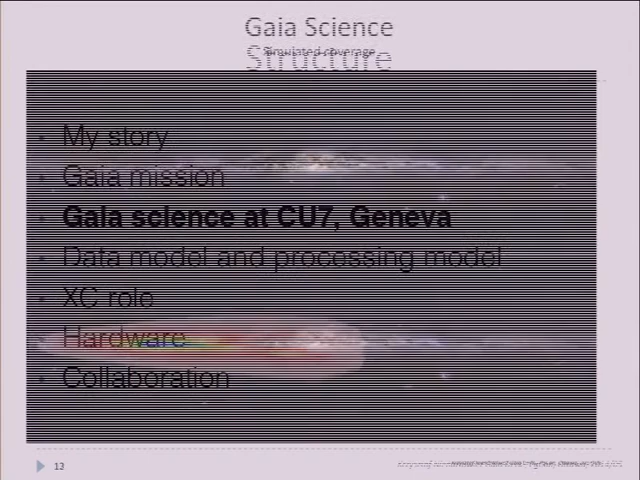 Gaia Science
Simulated coverage
Structure
My story
Gaia mission
Gaia science at CU7, Geneva
Data model and processing model
XC role
Hardware
Collaboration
13